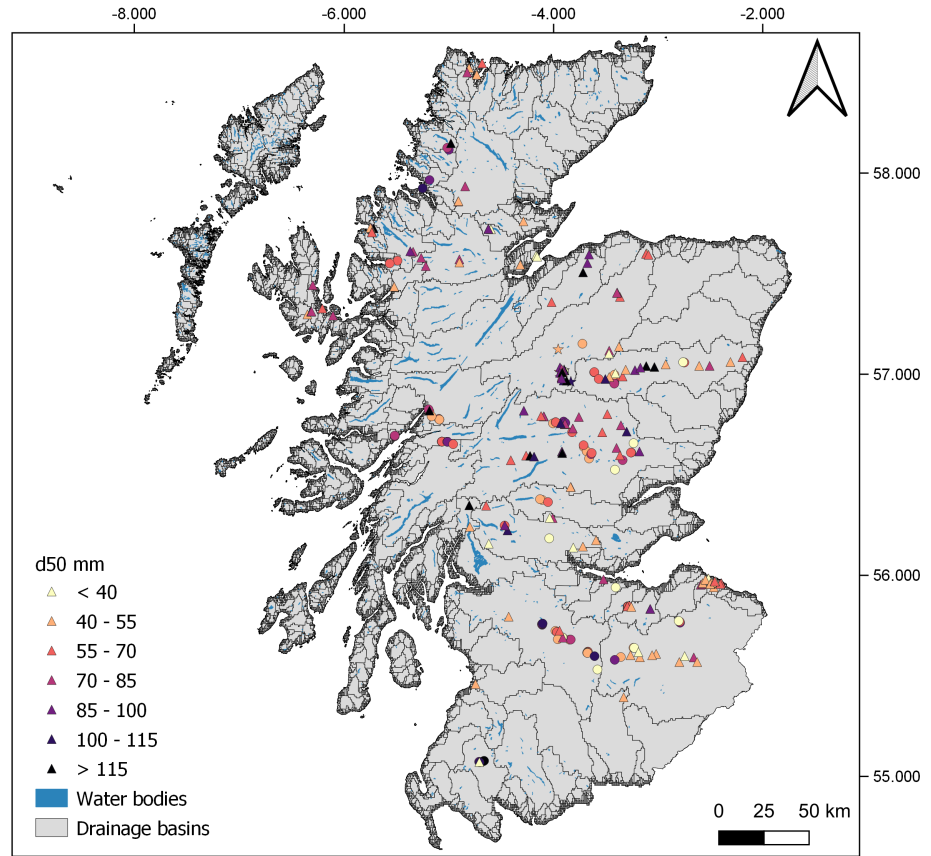 -8.000 -6.000 -4.000 -2.000
58.000
57.000
56.000
55.000
d50 mm
< 40
40 - 55
55 - 70
70 - 85
85 - 100
100 - 115
> 115
Water bodies
Drainage basins
0 25 50 km